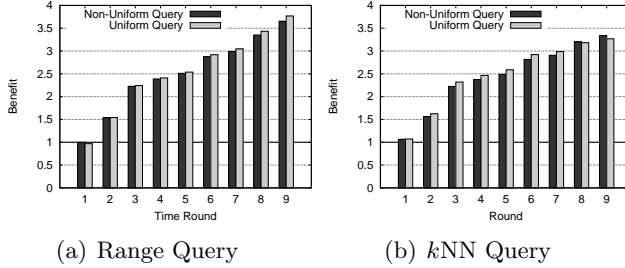 Non-Uniform Query
Uniform Query
Benefit
4
3.5
3
2.5
2
1.5
1
0.5
0
1 2 3 4 5 6 7 8 9
Time Round
(a) Range Query
Non-Uniform Query
Uniform Query
Benefit
4
3.5
3
2.5
2
1.5
1
0.5
0
1 2 3 4 5 6 7 8 9
Round
(b) kNN Query